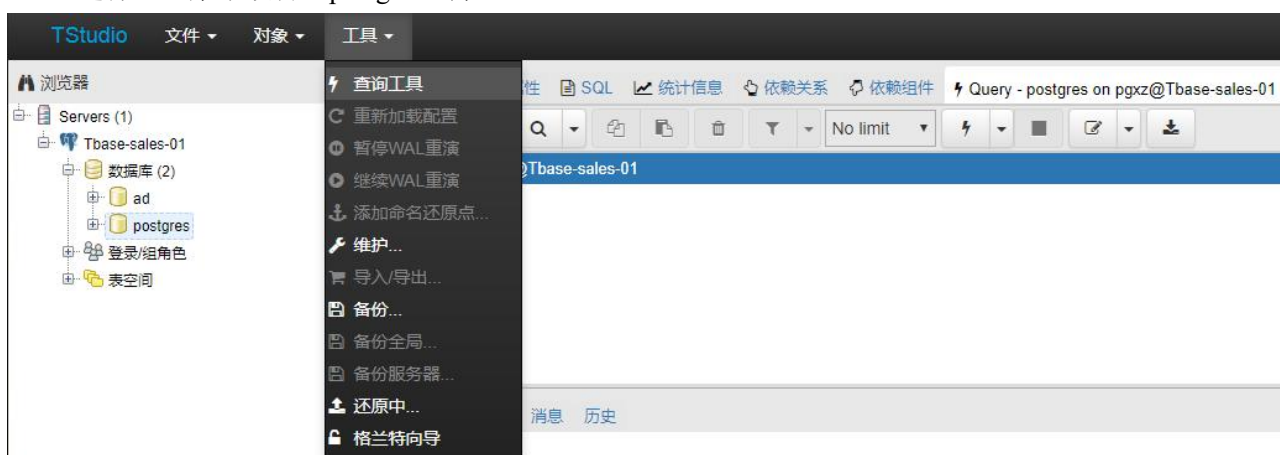 TStudio 文件 对象 工具
浏览器
Servers (1)
Tbase-sales-01
数据库 (2)
ad
postgres
登录/组角色
表空间
查询工具
重新加载配置
暂停WAL重演
继续WAL重演
添加命名还原点...
维护...
导入/导出...
备份...
备份全局...
备份服务器...
还原中...
格兰特向导
性 SQL 统计信息 依赖关系 依赖组件 Query - postgres on pgxz@Tbase-sales-01
No limit
@Tbase-sales-01
消息 历史